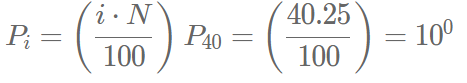 P_i = \left(\frac{i \cdot N}{100}\right) P_{40} = \left(\frac{40.25}{100}\right) = 10^0